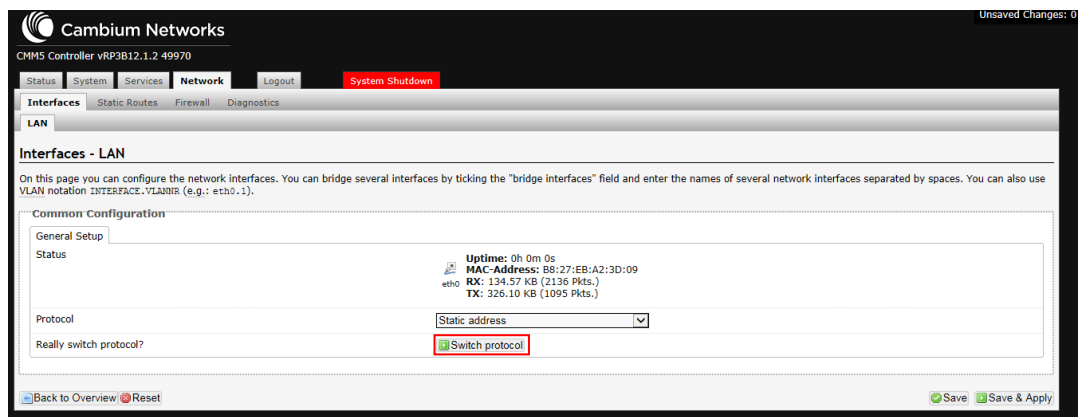 Unsaved Changes: 0
Cambium Networks
CMM5 Controller vRP3B12.1.2 49970
Status System Services Network Logout System Shutdown
Interfaces Static Routes Firewall Diagnostics
LAN
Interfaces - LAN
On this page you can configure the network interfaces. You can bridge several interfaces by ticking the "bridge interfaces" field and enter the names of several network interfaces separated by spaces. You can also use
VLAN notation INTERFACE.VLANNR (e.g.: eth0.1).
Common Configuration
General Setup
Status
Uptime: 0h 0m 0s
MAC-Address: B8:27:EB:A2:3D:09
eth0 RX: 134.57 KB (2136 Pkts.)
TX: 326.10 KB (1095 Pkts.)
Protocol Static address
Really switch protocol? Switch protocol
Back to Overview Reset Save Save & Apply